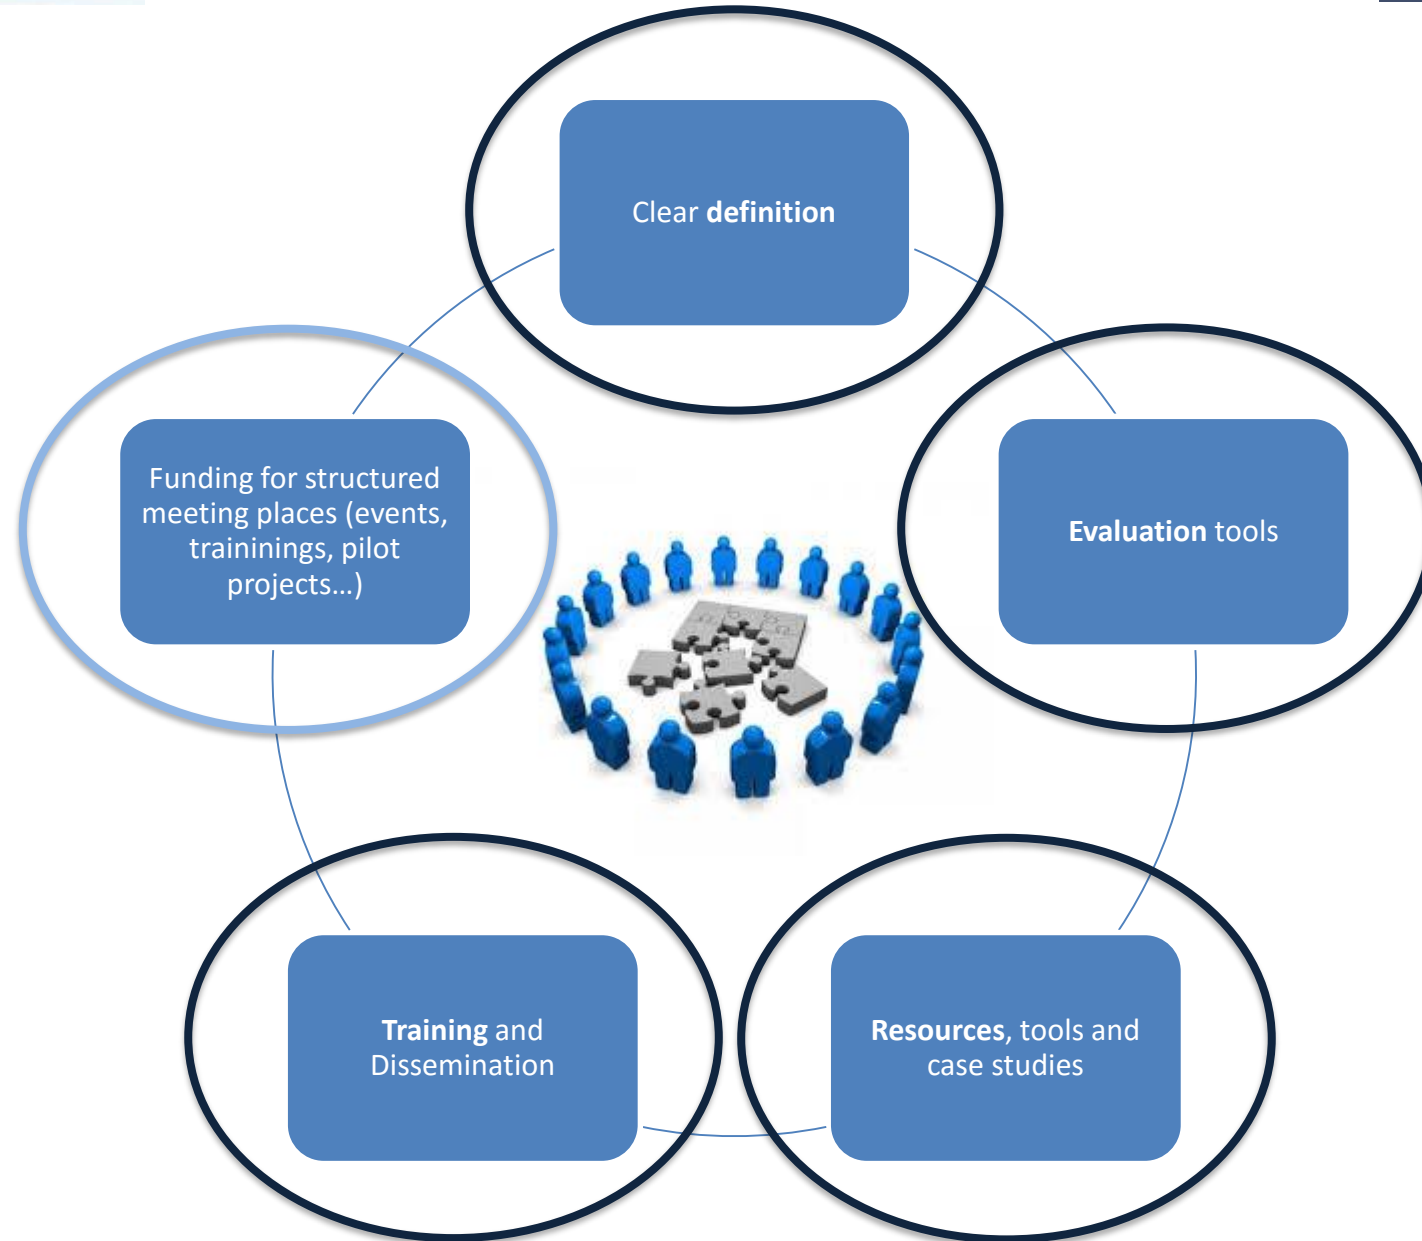 Clear definition
Funding for structured
meeting places (events,
traininings, pilot
projects...)
Evaluation tools
Training and
Dissemination
Resources, tools and
case studies